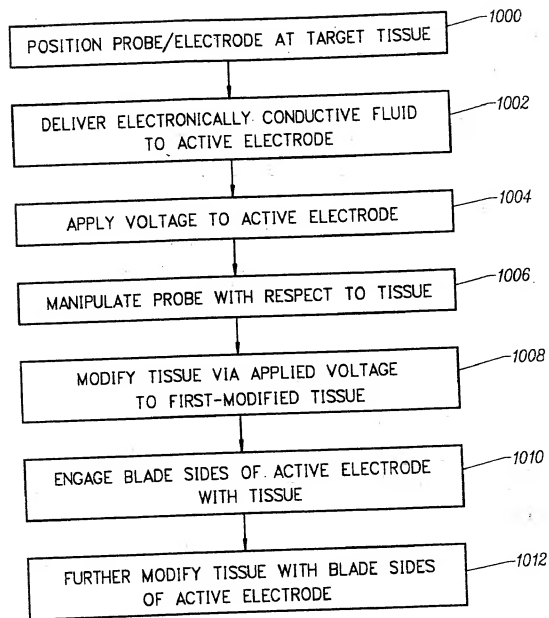 POSITION PROBE/ELECTRODE AT TARGET TISSUE
1000
DELIVER ELECTRONICALLY CONDUCTIVE FLUID
TO ACTIVE ELECTRODE
1002
APPLY VOLTAGE TO ACTIVE ELECTRODE
1004
MANIPULATE PROBE WITH RESPECT TO TISSUE
1006
MODIFY TISSUE VIA APPLIED VOLTAGE
TO FIRST-MODIFIED TISSUE
1008
ENGAGE BLADE SIDES OF ACTIVE ELECTRODE
WITH TISSUE
1010
FURTHER MODIFY TISSUE WITH BLADE SIDES
OF ACTIVE ELECTRODE
1012